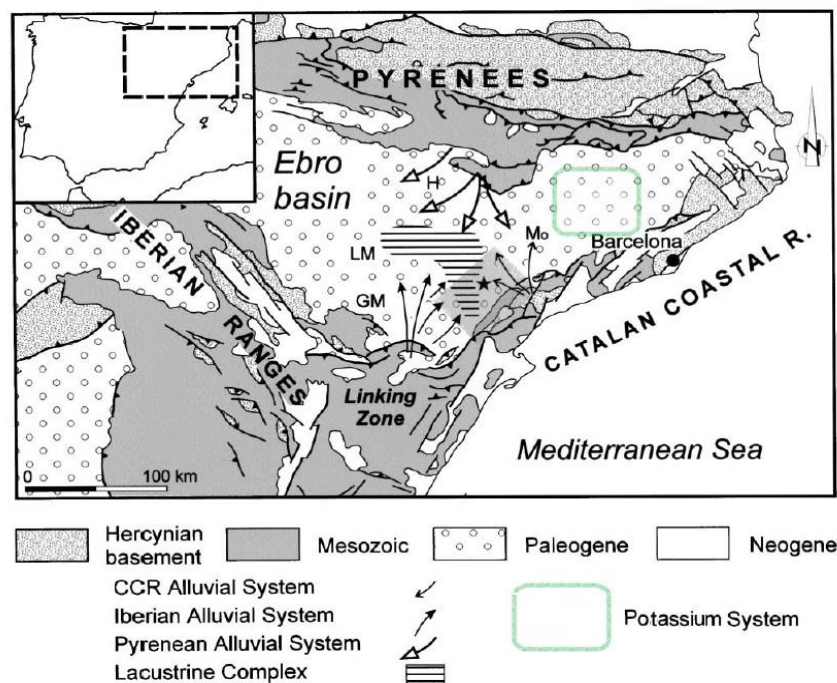 PYRENEES
N
Ebro
basin
H
IBERIAN
RANGES
LM
Mo
Barcelona
GM
CATALAN COASTAL R.
Linking
Zone
Mediterranean Sea
0 100 km
Hercynian
basement
Mesozoic
Paleogene
Neogene
CCR Alluvial System
Iberian Alluvial System
Pyrenean Alluvial System
Lacustrine Complex
Potassium System